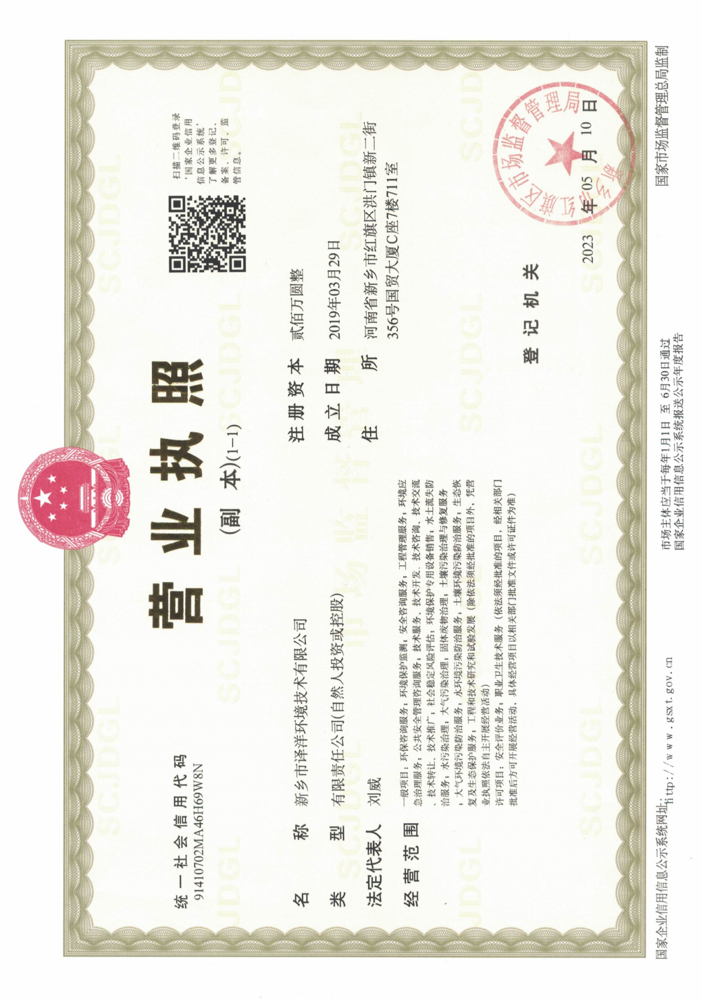 营业执照
(副 本)(1-1)
统一社会信用代码
91410702MA46H69W8N
扫描二维码登录
‘国家企业信用
信息公示系统’
了解更多登记、
备案、许可、监
管信息。
名 称 新乡市译洋环境技术有限公司
类 型 有限责任公司(自然人投资或控股)
法定代表人 刘威
经营范围 一般项目：环保咨询服务；环境保护监测；安全咨询服务；工程管理服务；环境应
急治理服务；公共安全管理咨询服务；技术服务、技术开发、技术咨询、技术交流
、技术转让、技术推广；社会稳定风险评估；环境保护专用设备销售；水土流失防
治服务；水污染治理；大气污染治理；固体废物治理；土壤污染治理与修复服务
；大气环境污染防治服务；水环境污染防治服务；土壤环境污染防治服务；生态恢
复及生态保护服务；工程和技术研究和试验发展（除依法须经批准的项目外，凭营
业执照依法自主开展经营活动）
许可项目：安全评价业务；职业卫生技术服务（依法须经批准的项目，经相关部门
批准后方可开展经营活动，具体经营项目以相关部门批准文件或许可证件为准）
注册资本 贰佰万圆整
成立日期 2019年03月29日
住 所 河南省新乡市红旗区洪门镇新二街
356号国贸大厦C座7楼711室
登记机关
新乡市红旗区市场监督管理局
2023 年 05 月 10 日
国家企业信用信息公示系统网址:http://www.gsxt.gov.cn
市场主体应当于每年1月1日 至 6月30日通过
国家企业信用信息公示系统报送公示年度报告
国家市场监督管理总局监制